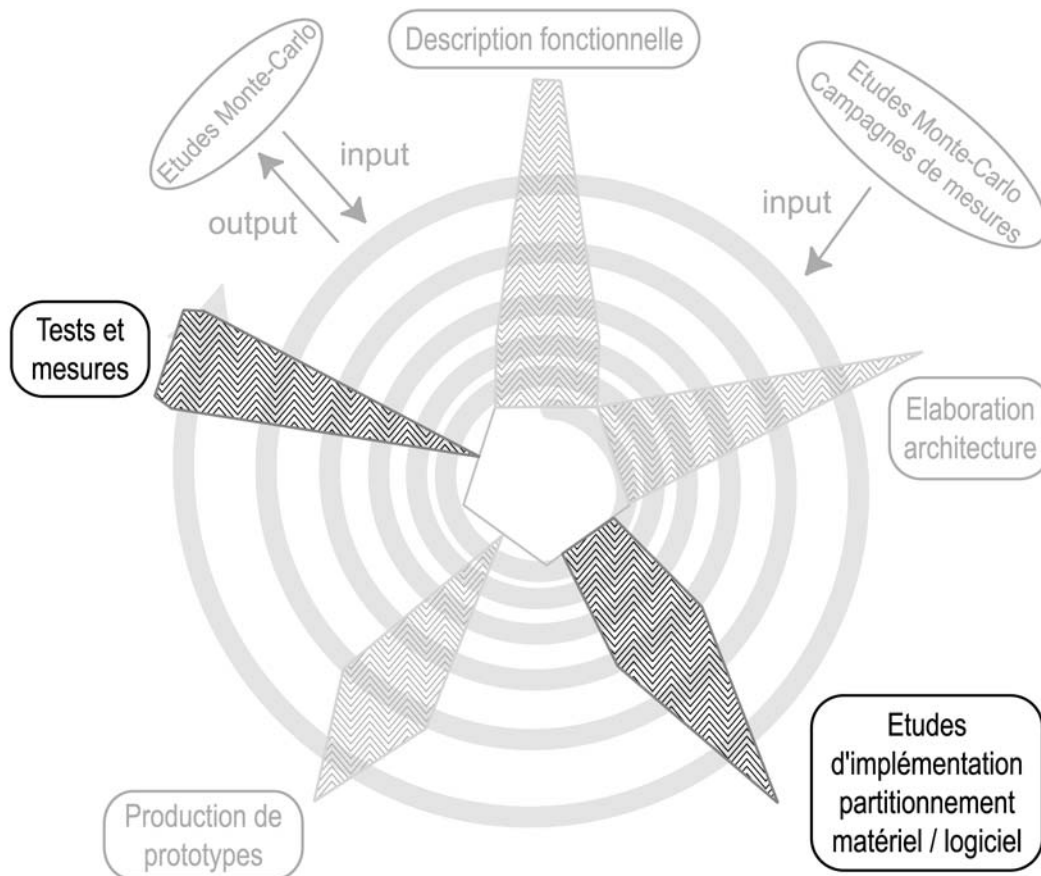 Description fonctionnelle
Etudes Monte-Carlo
input
output
Etudes Monte-Carlo
Campagnes de mesures
input
Tests et
mesures
Elaboration
architecture
Etudes
d'implémentation
partitionnement
matériel / logiciel
Production de
prototypes